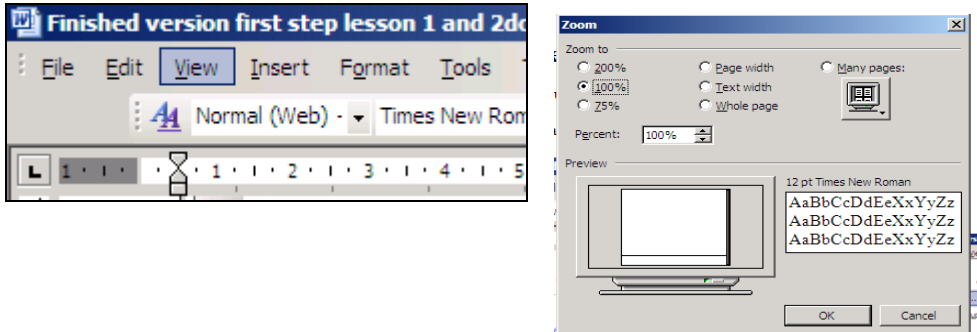 Finished version first step lesson 1 and 2do
File Edit View Insert Format Tools
Normal (Web) - Times New Rom
1 1 2 3 4 5
Zoom
Zoom to
200% Page width Many pages:
100% Text width
75% Whole page
Percent: 100%
Preview
12 pt Times New Roman
AaBbCcDdEeXxYyZz
AaBbCcDdEeXxYyZz
AaBbCcDdEeXxYyZz
OK Cancel